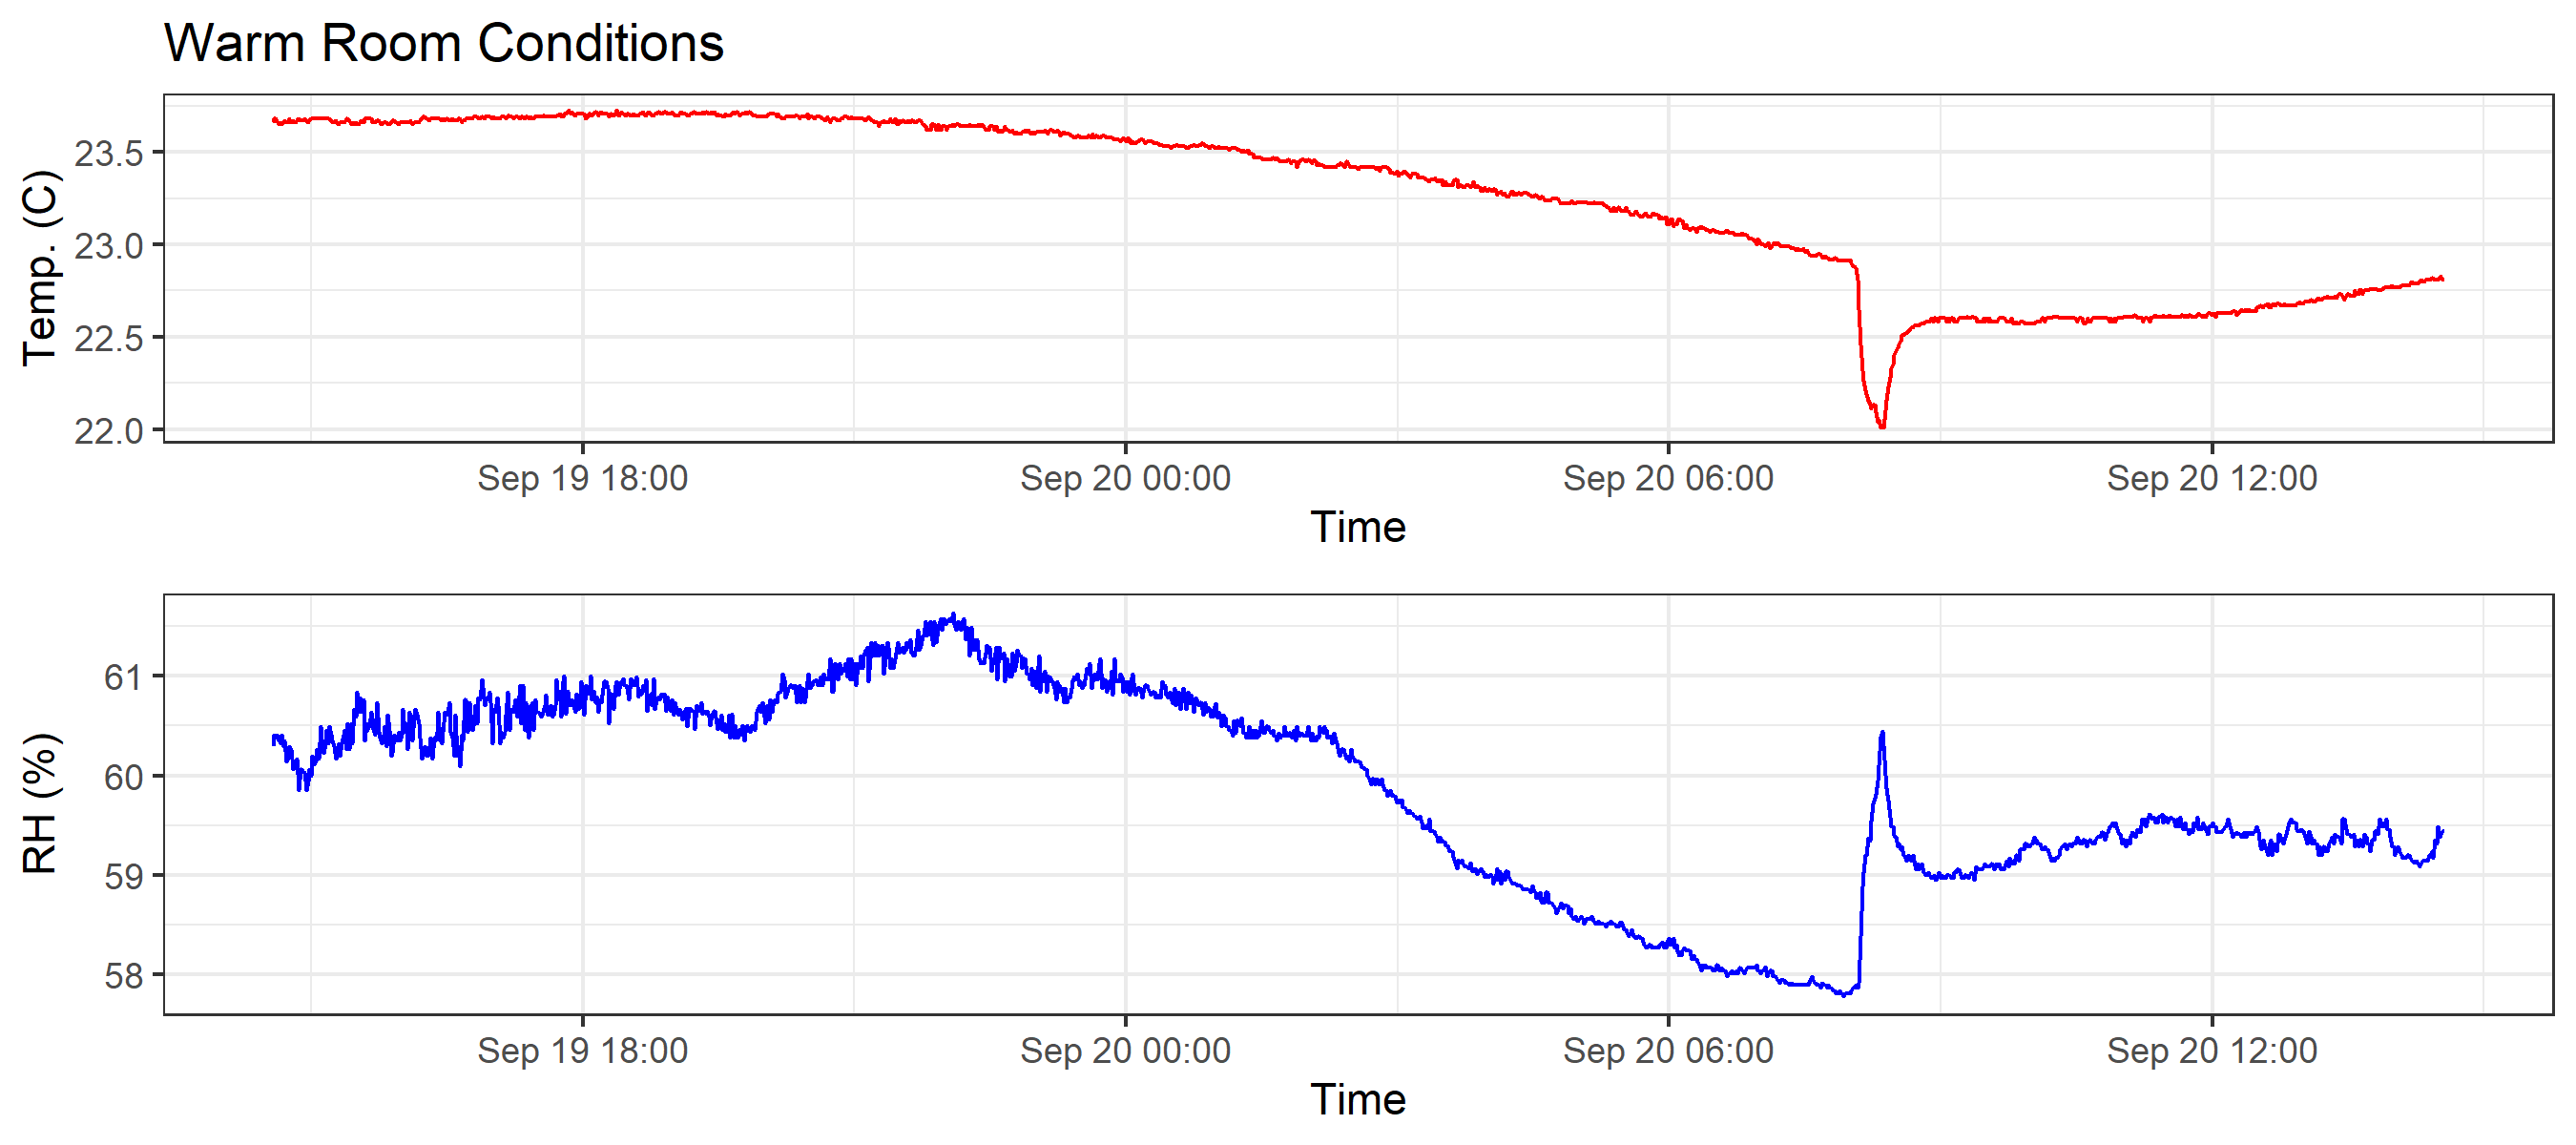 Warm Room Conditions
Temp. (C)
23.5
23.0
22.5
22.0
Sep 19 18:00 Sep 20 00:00 Sep 20 06:00 Sep 20 12:00
Time
RH (%)
61
60
59
58
Sep 19 18:00 Sep 20 00:00 Sep 20 06:00 Sep 20 12:00
Time